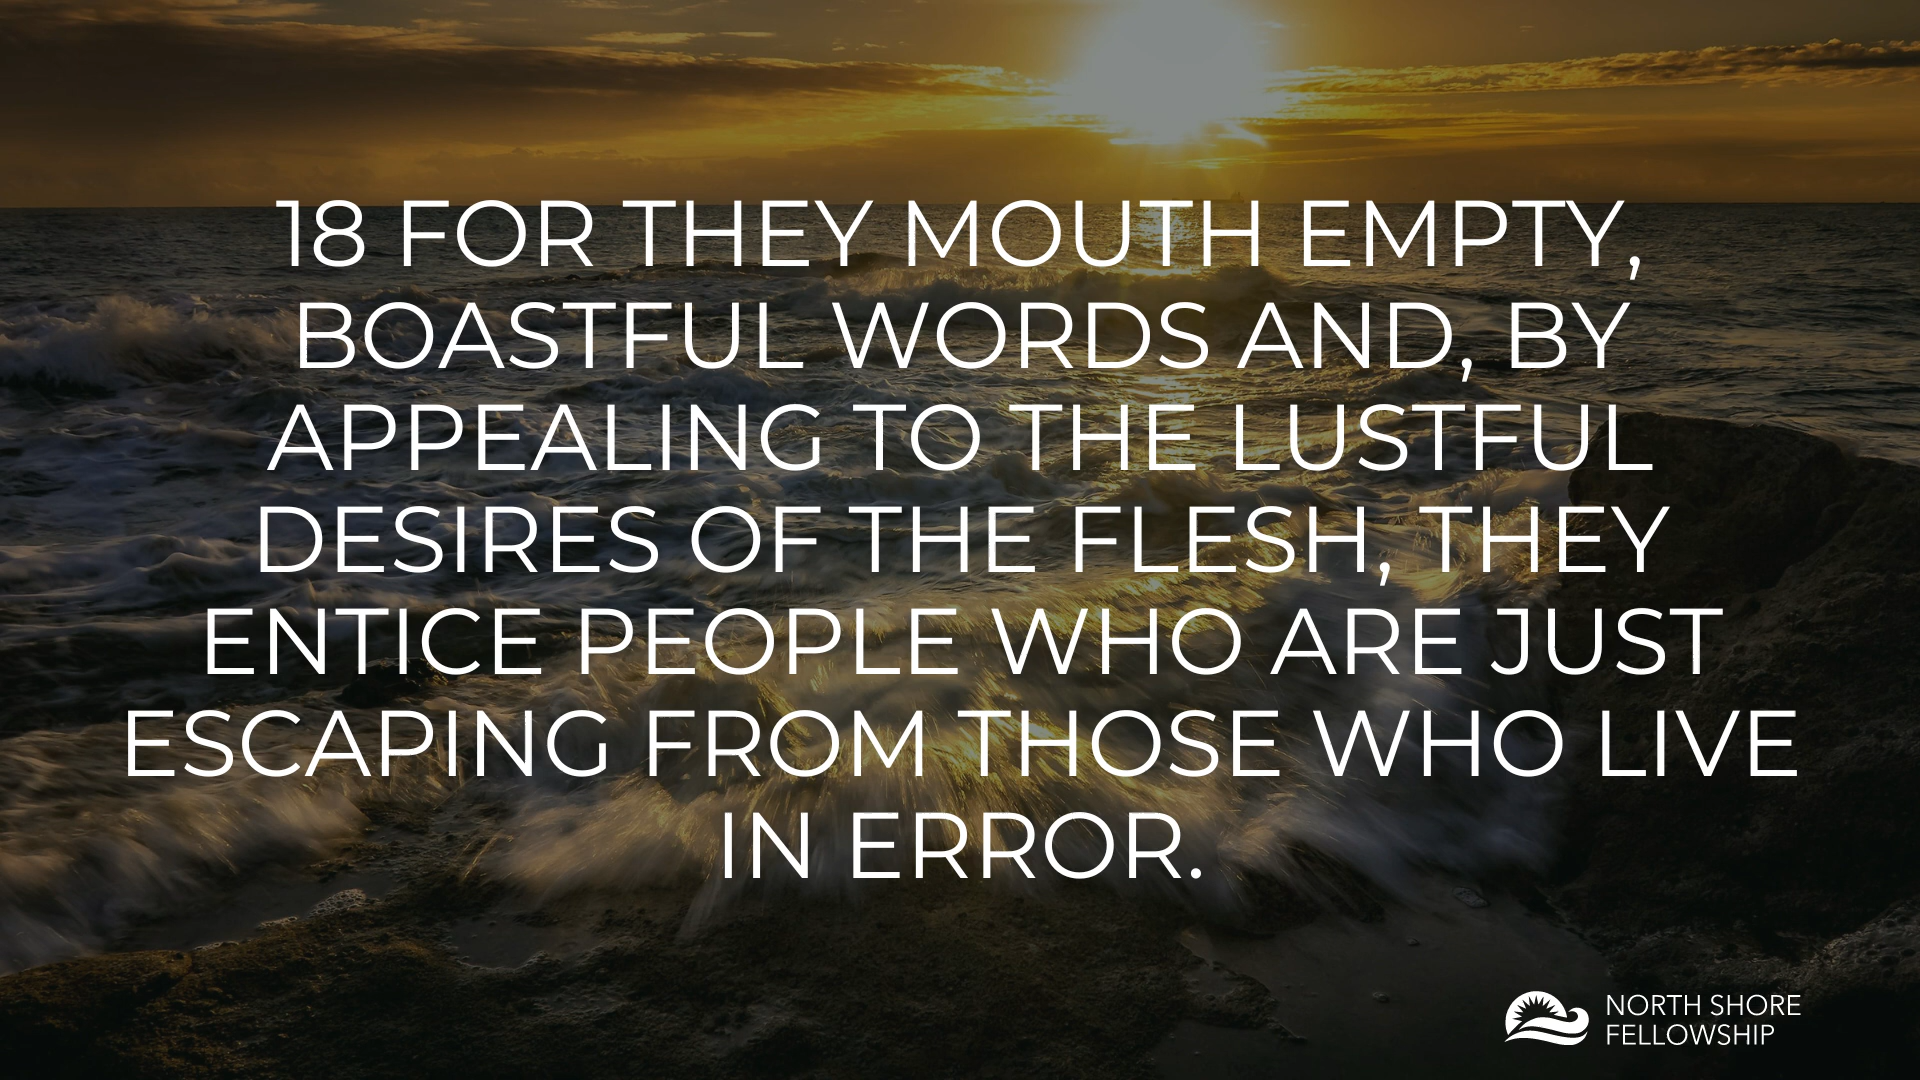 18 FOR THEY MOUTH EMPTY,
BOASTFUL WORDS AND, BY
APPEALING TO THE LUSTFUL
DESIRES OF THE FLESH, THEY
ENTICE PEOPLE WHO ARE JUST
ESCAPING FROM THOSE WHO LIVE
IN ERROR.
NORTH SHORE
FELLOWSHIP